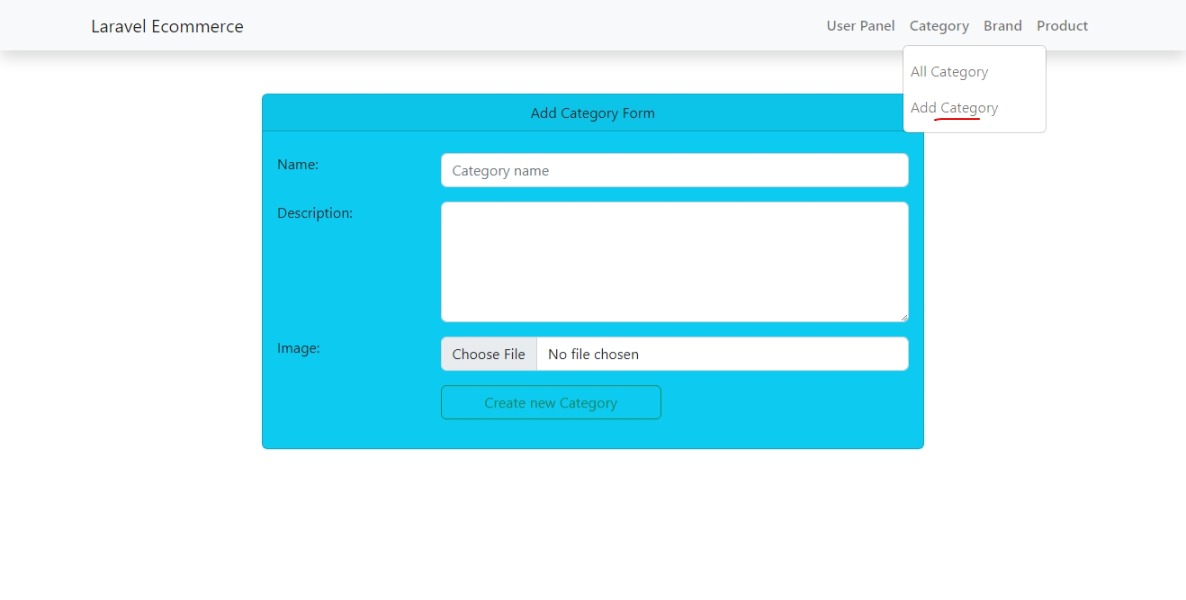 Laravel Ecommerce
User Panel Category Brand Product
All Category
Add Category
Add Category Form
Name:
Category name
Description:
Image:
Choose File No file chosen
Create new Category